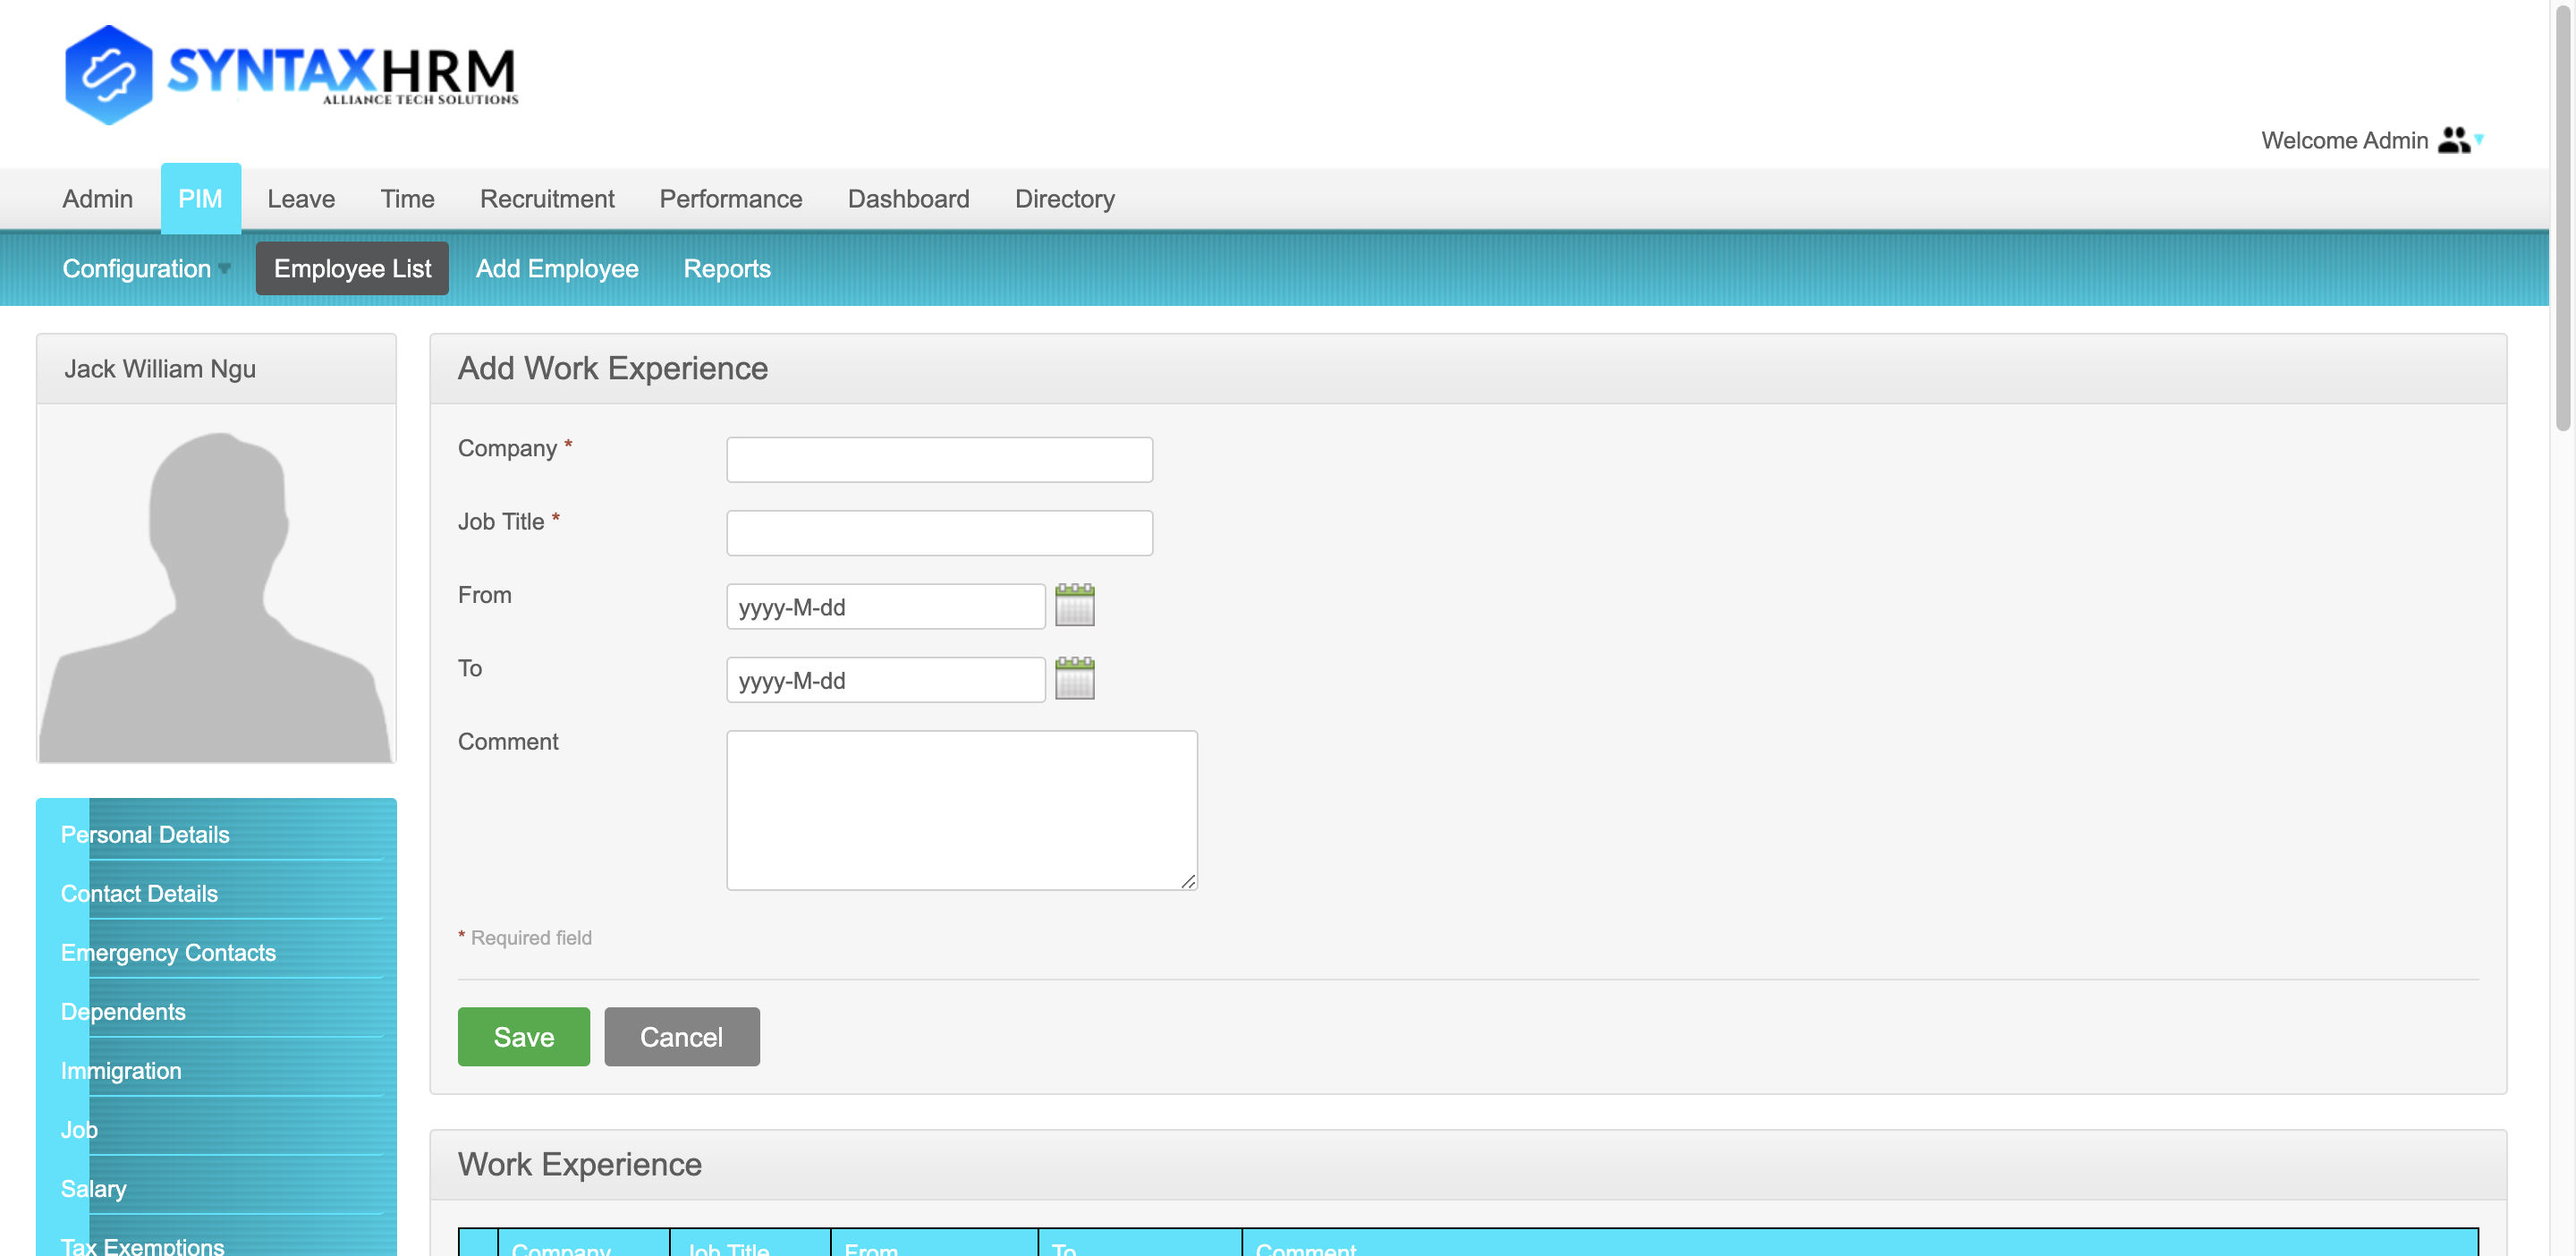 SYNTAXHRM
ALLIANCE TECH SOLUTIONS
Welcome Admin
Admin PIM Leave Time Recruitment Performance Dashboard Directory
Configuration Employee List Add Employee Reports
Jack William Ngu
Add Work Experience
Company *
Job Title *
From yyyy-M-dd
To yyyy-M-dd
Comment
* Required field
Save Cancel
Personal Details
Contact Details
Emergency Contacts
Dependents
Immigration
Job
Salary
Tax Exemptions
Work Experience
Company Job Title From To Comment